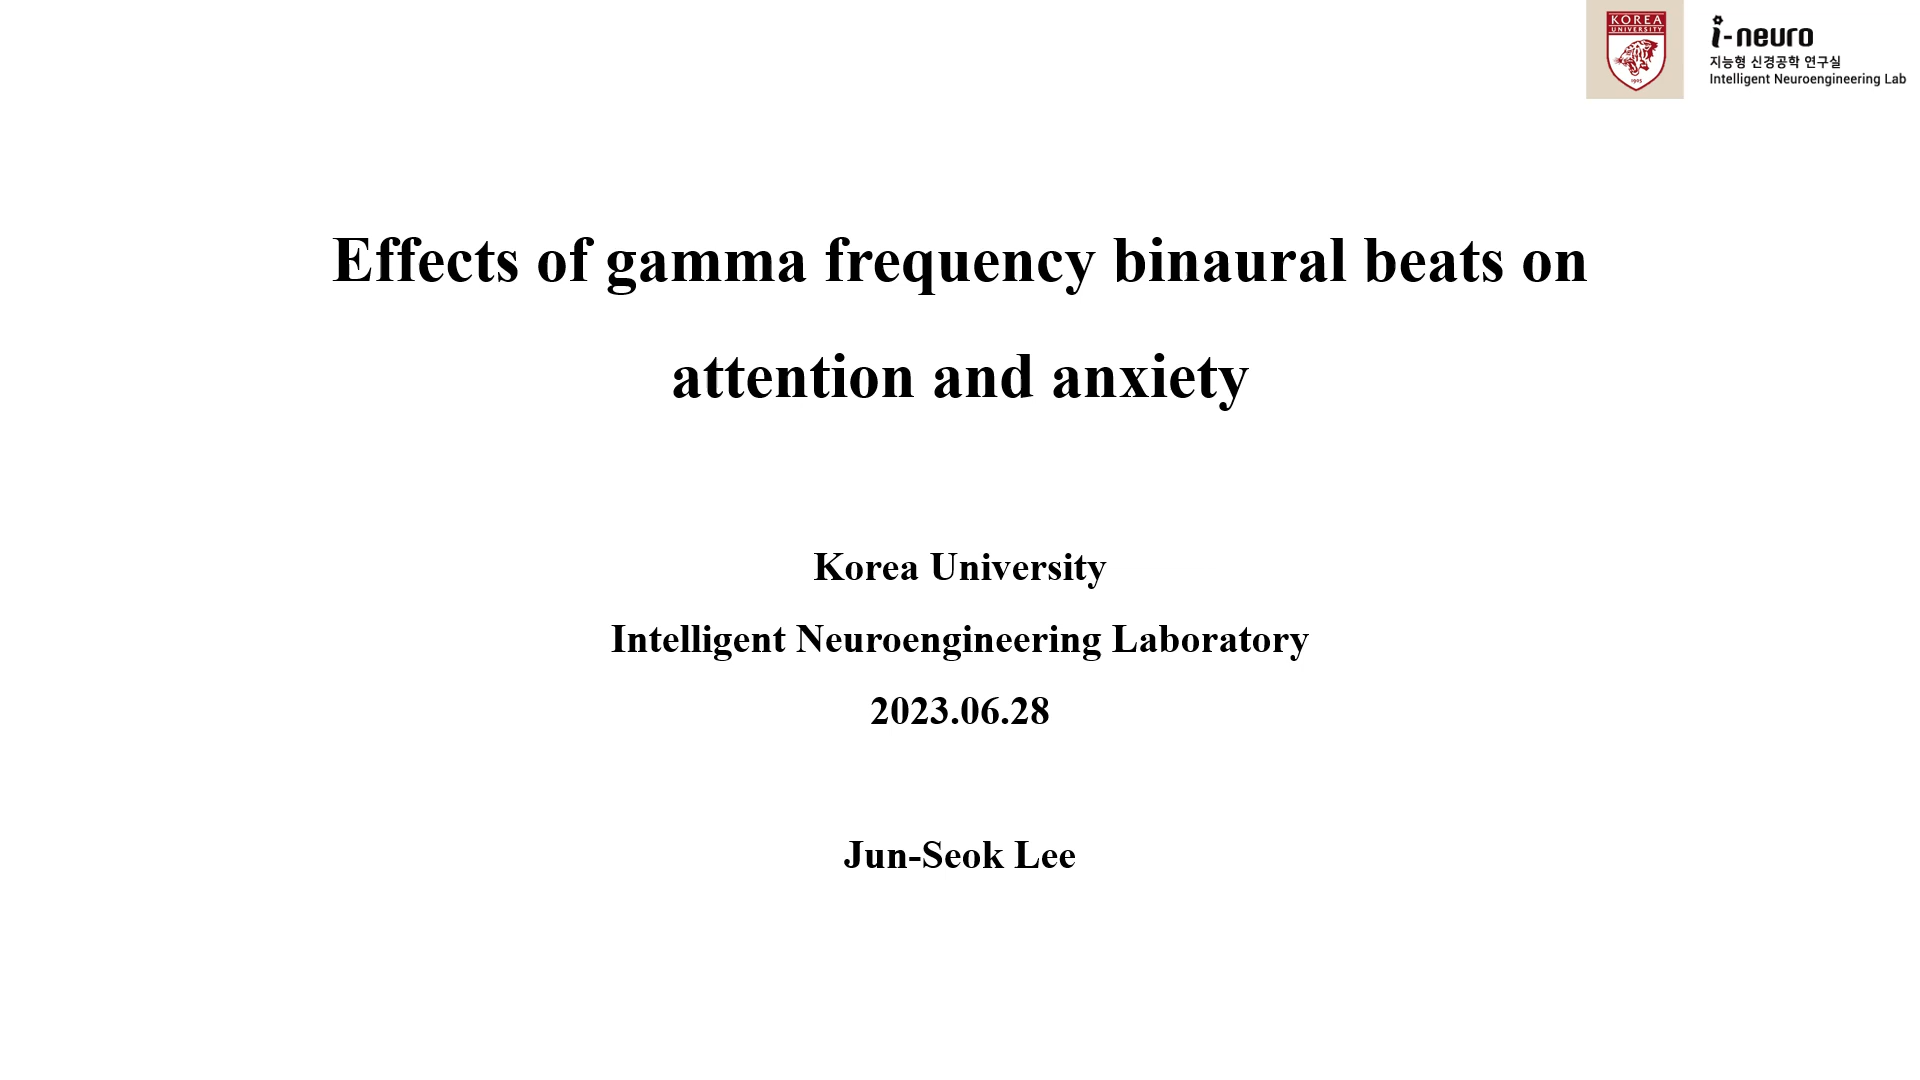 KOREA
UNIVERSITY
1905
i-neuro
지능형 신경공학 연구실
Intelligent Neuroengineering Lab
Effects of gamma frequency binaural beats on
attention and anxiety
Korea University
Intelligent Neuroengineering Laboratory
2023.06.28
Jun-Seok Lee